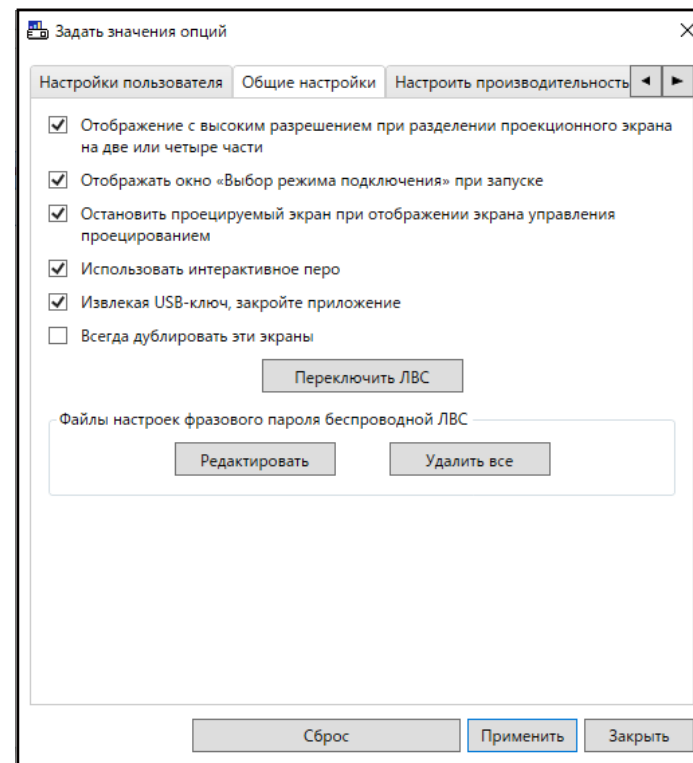 Задать значения опций
Настройки пользователя Общие настройки Настроить производительность
Отображение с высоким разрешением при разделении проекционного экрана
на две или четыре части
Отображать окно «Выбор режима подключения» при запуске
Остановить проецируемый экран при отображении экрана управления
проецированием
Использовать интерактивное перо
Извлекая USB-ключ, закройте приложение
Всегда дублировать эти экраны
Переключить ЛВС
Файлы настроек фразового пароля беспроводной ЛВС
Редактировать Удалить все
Сброс Применить Закрыть